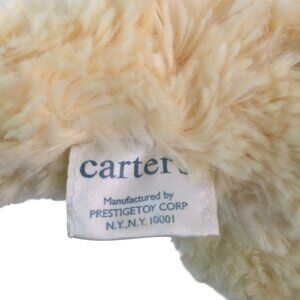 carter's
Manufactured by
PRESTIGETOY CORP
N.Y., N.Y. 10001